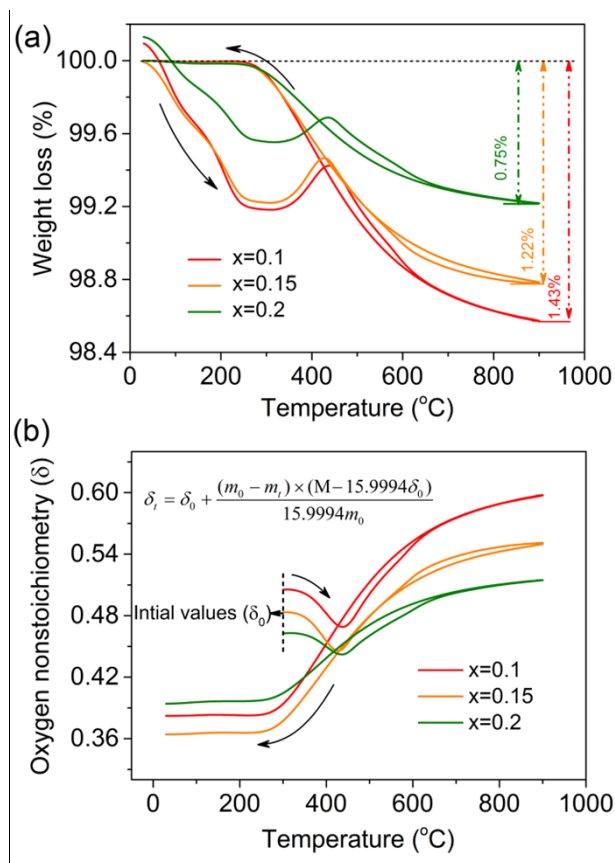 (a)
100.0
99.6
99.2
98.8
98.4
Weight loss (%)
0.75%
1.22%
1.43%
x=0.1
x=0.15
x=0.2
0 200 400 600 800 1000
Temperature (°C)
(b)
0.60
0.54
0.48
0.42
0.36
Oxygen nonstoichiometry (δ)
δₜ = δ₀ + (m₀ − mₜ) × (M−15.9994δ₀) / 15.9994m₀
Intial values (δ₀)
x=0.1
x=0.15
x=0.2
0 200 400 600 800 1000
Temperature (°C)